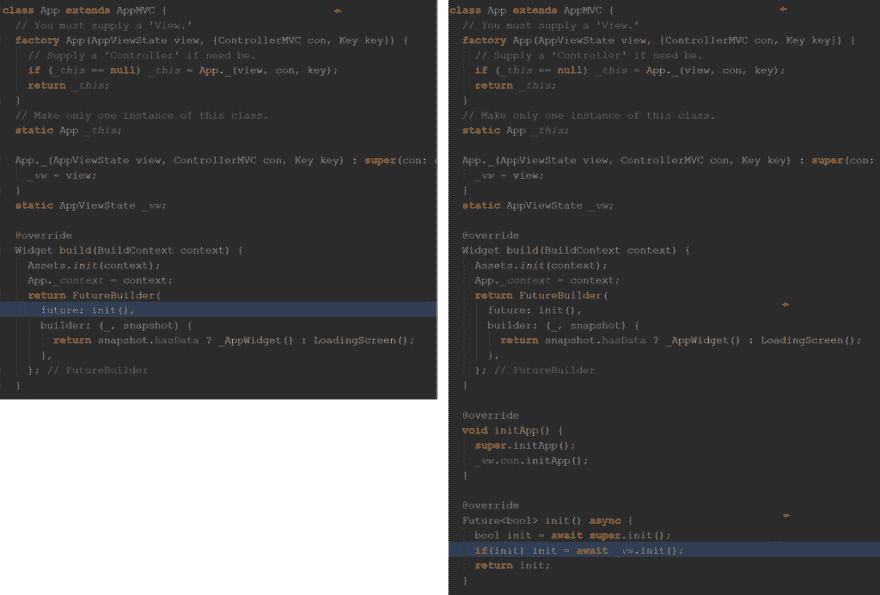 class App extends AppMVC {
// You must supply a 'View.'
factory App(AppViewState view, {ControllerMVC con, Key key}) {
// Supply a 'Controller' if need be.
if (_this == null) _this = App._(view, con, key);
return _this;
}
// Make only one instance of this class.
static App _this;
App._(AppViewState view, ControllerMVC con, Key key) : super(con:
_vw = view;
}
static AppViewState _vw;
@override
Widget build(BuildContext context) {
Assets.init(context);
App._context = context;
return FutureBuilder(
future: init(),
builder: (_, snapshot) {
return snapshot.hasData ? _AppWidget() : LoadingScreen();
},
); // FutureBuilder
}
class App extends AppMVC {
// You must supply a 'View.'
factory App(AppViewState view, {ControllerMVC con, Key key}) {
// Supply a 'Controller' if need be.
if (_this == null) _this = App._(view, con, key);
return _this;
}
// Make only one instance of this class.
static App _this;
App._(AppViewState view, ControllerMVC con, Key key) : super(con:
_vw = view;
}
static AppViewState _vw;
@override
Widget build(BuildContext context) {
Assets.init(context);
App._context = context;
return FutureBuilder(
future: init(),
builder: (_, snapshot) {
return snapshot.hasData ? _AppWidget() : LoadingScreen();
},
); // FutureBuilder
}
@override
void initApp() {
super.initApp();
_vw.con.initApp();
}
@override
Future<bool> init() async {
bool init = await super.init();
if(init) init = await _vw.init();
return init;
}